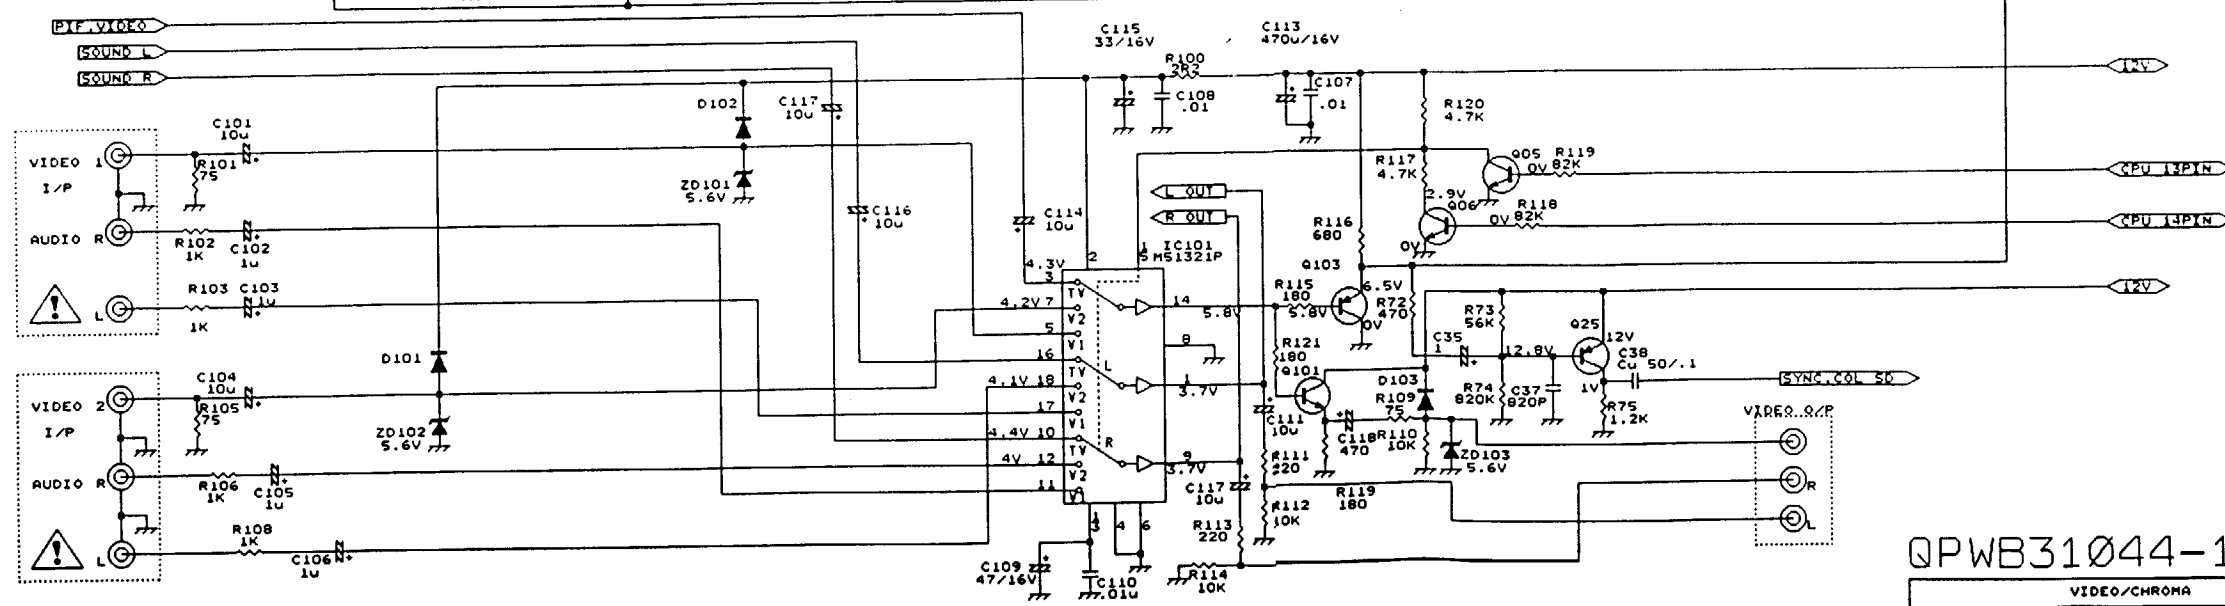 PIF.VIDEO
SOUND L
SOUND R
C115
33/16V
C113
470u/16V
R100
2R2
C108
.01
C107
.01
12V
D102
C117
10u
C101
10u
VIDEO 1
I/P
R101
75
ZD101
5.6V
AUDIO R
R102
1K
C102
1u
R103
1K
C103
1u
L
C116
10u
C114
10u
L OUT
R OUT
R120
4.7K
R117
4.7K
Q05
0V
R119
82K
CPU 13PIN
2.9V
Q06
0V
R118
82K
CPU 14PIN
0V
R116
680
IC101
M51321P
2
4.3V
3
TV
4.2V 7
V2
5
V1
16
TV
4.1V 18
V2
17
V1
4.4V 10
TV
4V 12
V2
11
L
R
14
5.8V
8
1
3.7V
9
3.7V
4
6
Q103
R115
180
5.8V
6.5V
0V
R72
470
12V
R73
56K
Q25
12V
C35
1
12.8V
C38
Cu 50/.1
SYNC.COL SD
1V
R121
180
Q101
D103
R109
75
R74
820K
C37
820P
R75
1.2K
VIDEO O/P
R
L
D101
C104
10u
VIDEO 2
I/P
R105
75
ZD102
5.6V
AUDIO R
R106
1K
C105
1u
L
R108
1K
C106
1u
C111
10u
C118
470
R110
10K
ZD103
5.6V
R111
220
R119
180
C117
10u
R112
10K
R113
220
R114
10K
C109
47/16V
C110
.01u
QPWB31044-1
VIDEO/CHROMA